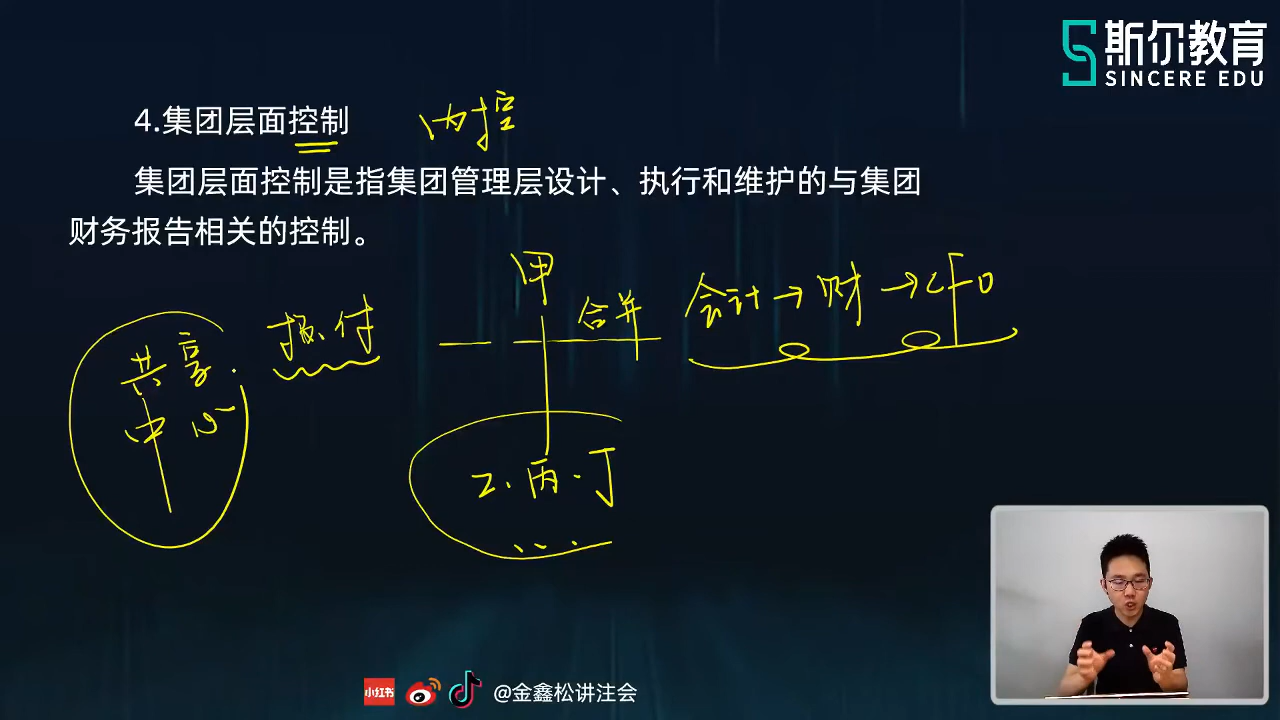 斯尔教育
SINCERE EDU
4.集团层面控制
内控
集团层面控制是指集团管理层设计、执行和维护的与集团
财务报告相关的控制。
甲
合并
会计→财→CFO
共享
中心
报付
乙.丙.丁
小红书
@金鑫松讲注会